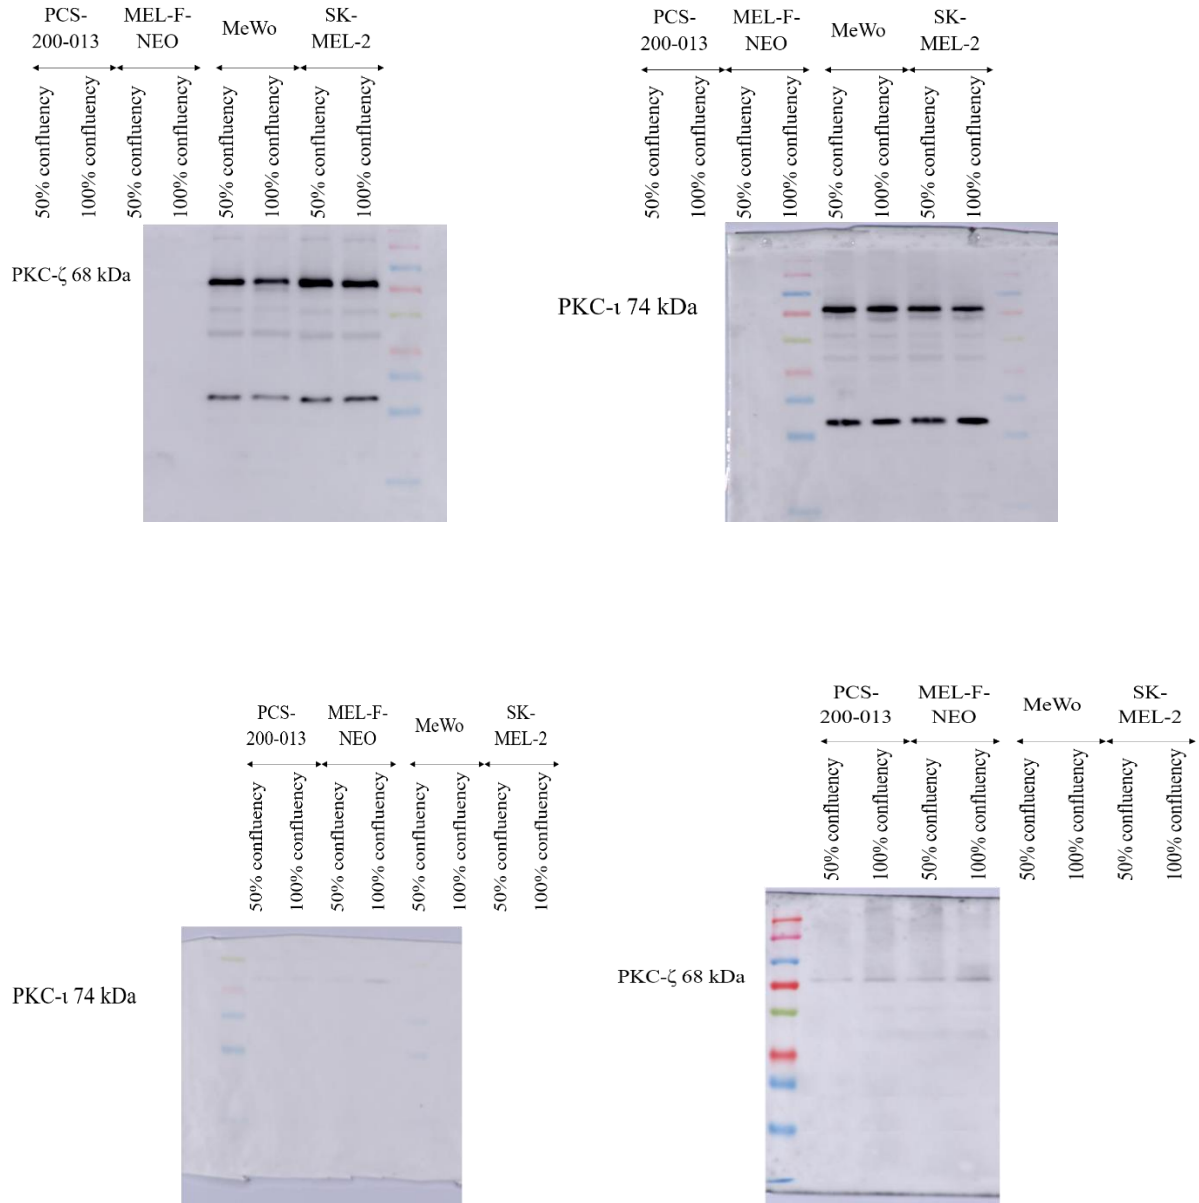 PCS-
200-013
MEL-F-
NEO
MeWo
SK-
MEL-2
50% confluency
100% confluency
50% confluency
100% confluency
50% confluency
100% confluency
50% confluency
100% confluency
PKC-ζ 68 kDa
PCS-
200-013
MEL-F-
NEO
MeWo
SK-
MEL-2
50% confluency
100% confluency
50% confluency
100% confluency
50% confluency
100% confluency
50% confluency
100% confluency
PKC-ι 74 kDa
PCS-
200-013
MEL-F-
NEO
MeWo
SK-
MEL-2
50% confluency
100% confluency
50% confluency
100% confluency
50% confluency
100% confluency
50% confluency
100% confluency
PKC-ι 74 kDa
PCS-
200-013
MEL-F-
NEO
MeWo
SK-
MEL-2
50% confluency
100% confluency
50% confluency
100% confluency
50% confluency
100% confluency
50% confluency
100% confluency
PKC-ζ 68 kDa